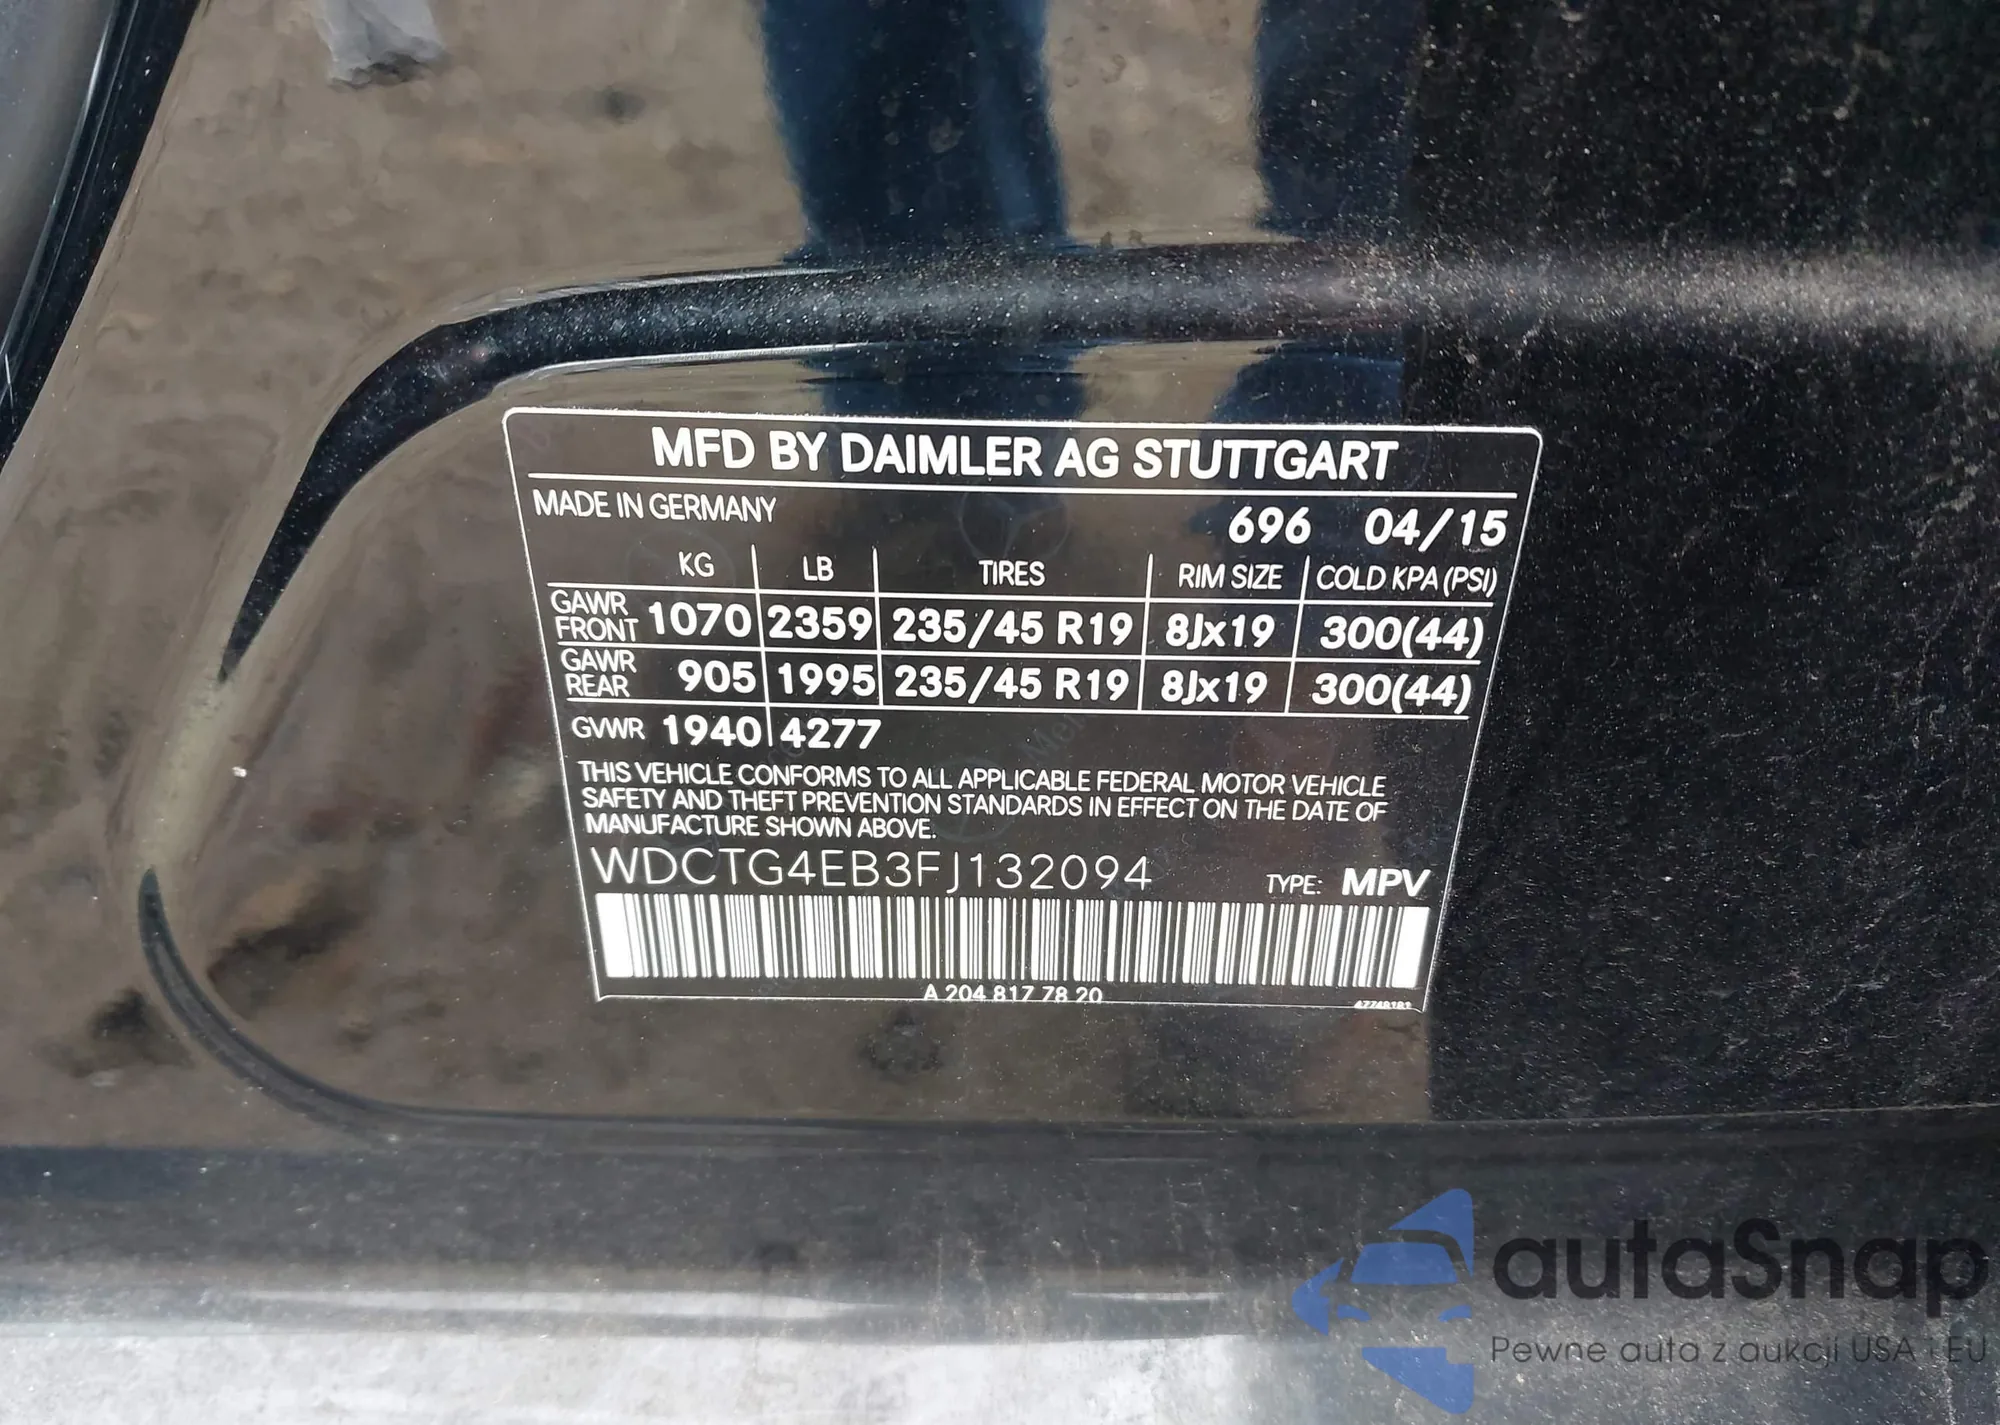 MFD BY DAIMLER AG STUTTGART
MADE IN GERMANY 696 04/15
KG LB TIRES RIM SIZE COLD KPA (PSI)
GAWR FRONT 1070 2359 235/45 R19 8Jx19 300(44)
GAWR REAR 905 1995 235/45 R19 8Jx19 300(44)
GVWR 1940 4277
THIS VEHICLE CONFORMS TO ALL APPLICABLE FEDERAL MOTOR VEHICLE
SAFETY AND THEFT PREVENTION STANDARDS IN EFFECT ON THE DATE OF
MANUFACTURE SHOWN ABOVE.
WDCTG4EB3FJ132094 TYPE: MPV
A 204 817 78 20
autaSnap
Pewne auta z aukcji USA i EU